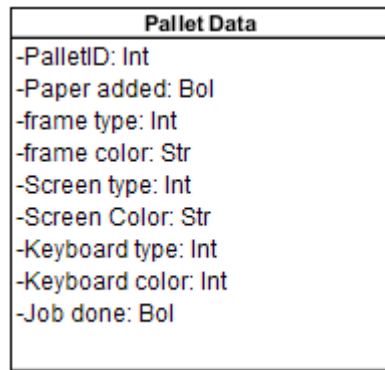 Pallet Data
-PalletID: Int
-Paper added: Bol
-frame type: Int
-frame color: Str
-Screen type: Int
-Screen Color: Str
-Keyboard type: Int
-Keyboard color: Int
-Job done: Bol